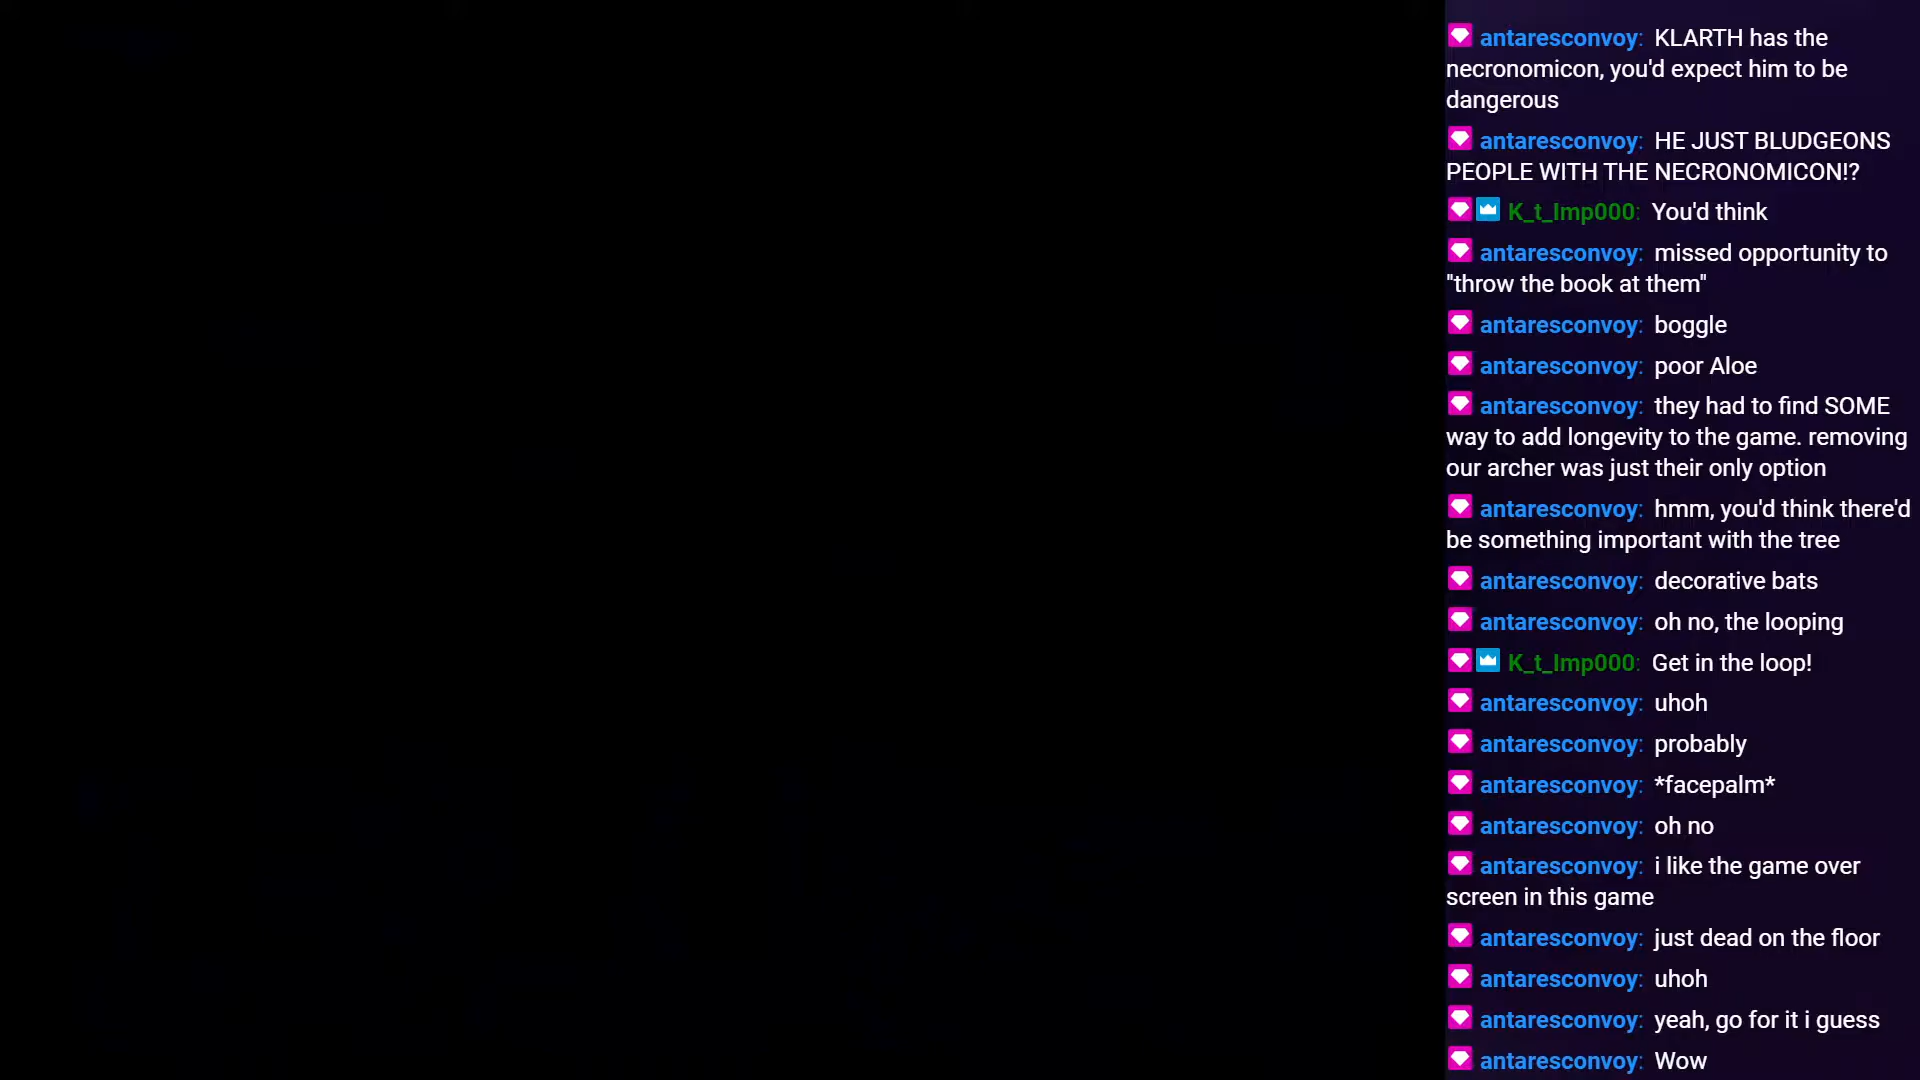 antaresconvoy: KLARTH has the
necronomicon, you'd expect him to be
dangerous
antaresconvoy: HE JUST BLUDGEONS
PEOPLE WITH THE NECRONOMICON!?
K_t_Imp000: You'd think
antaresconvoy: missed opportunity to
"throw the book at them"
antaresconvoy: boggle
antaresconvoy: poor Aloe
antaresconvoy: they had to find SOME
way to add longevity to the game. removing
our archer was just their only option
antaresconvoy: hmm, you'd think there'd
be something important with the tree
antaresconvoy: decorative bats
antaresconvoy: oh no, the looping
K_t_Imp000: Get in the loop!
antaresconvoy: uhoh
antaresconvoy: probably
antaresconvoy: *facepalm*
antaresconvoy: oh no
antaresconvoy: i like the game over
screen in this game
antaresconvoy: just dead on the floor
antaresconvoy: uhoh
antaresconvoy: yeah, go for it i guess
antaresconvoy: Wow